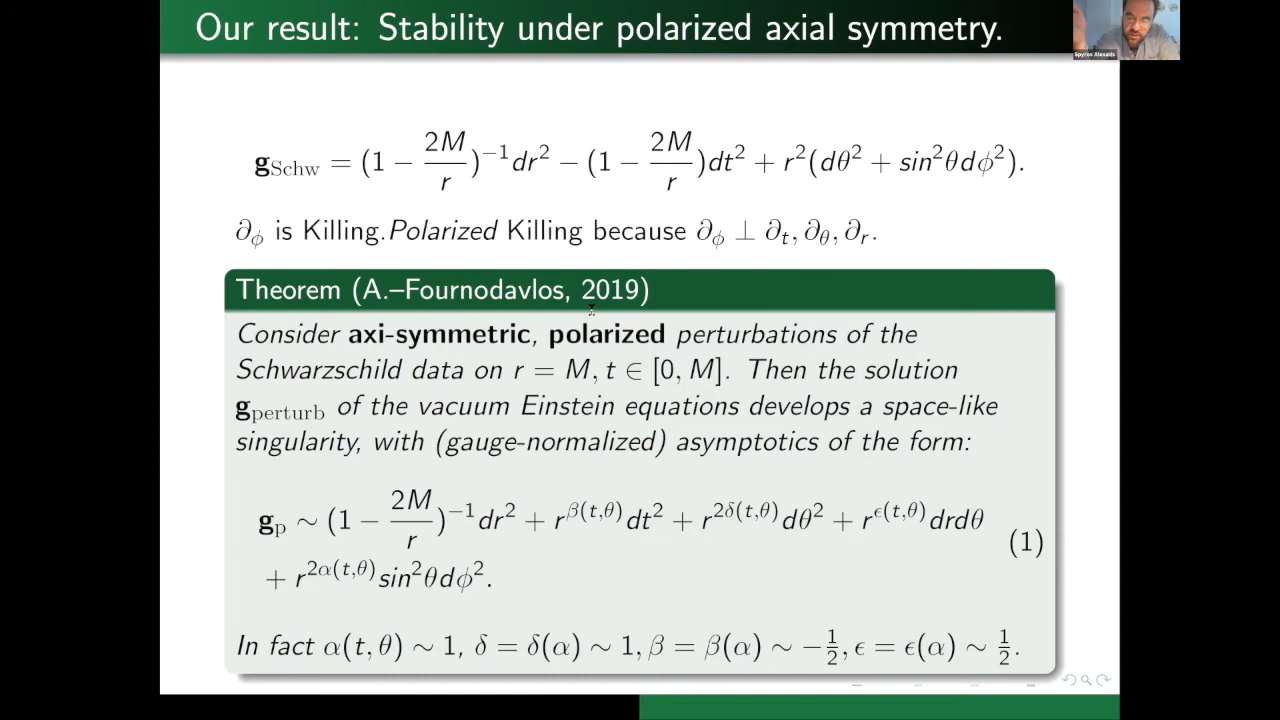 Our result: Stability under polarized axial symmetry.
Spyros Alexakis
g_Schw = (1 − 2M/r)^{−1}dr² − (1 − 2M/r)dt² + r²(dθ² + sin²θdϕ²).
∂_ϕ is Killing.Polarized Killing because ∂_ϕ ⊥ ∂_t, ∂_θ, ∂_r.
Theorem (A.–Fournodavlos, 2019)
Consider axi-symmetric, polarized perturbations of the
Schwarzschild data on r = M, t ∈ [0, M]. Then the solution
g_perturb of the vacuum Einstein equations develops a space-like
singularity, with (gauge-normalized) asymptotics of the form:
g_p ∼ (1 − 2M/r)^{−1}dr² + r^{β(t,θ)}dt² + r^{2δ(t,θ)}dθ² + r^{ϵ(t,θ)}drdθ
(1)
+ r^{2α(t,θ)}sin²θdϕ².
In fact α(t, θ) ∼ 1, δ = δ(α) ∼ 1, β = β(α) ∼ −1/2, ϵ = ϵ(α) ∼ 1/2.